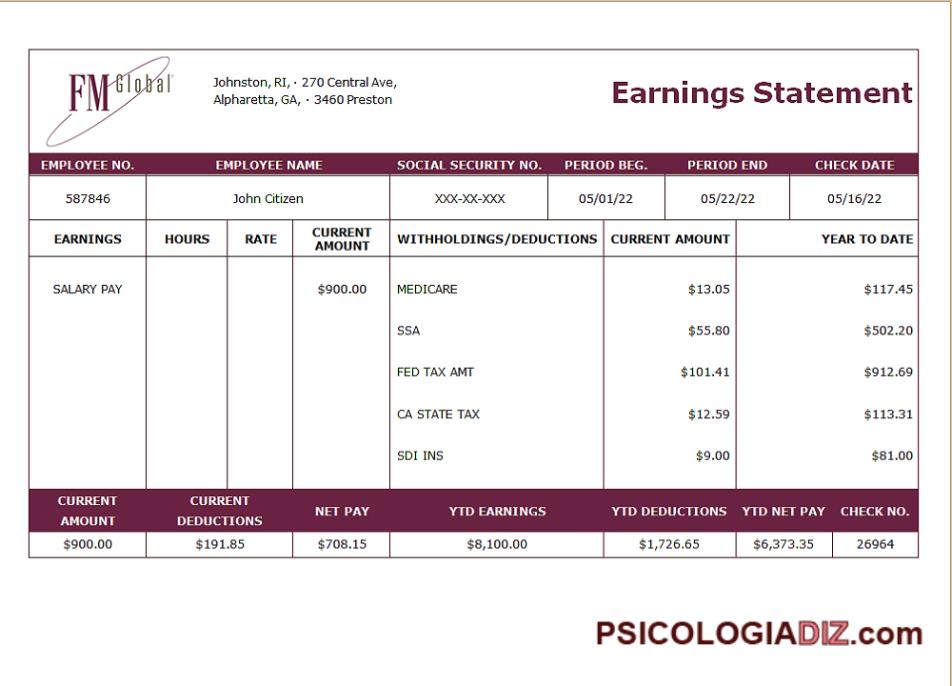 FM Global
Johnston, RI, · 270 Central Ave,
Alpharetta, GA, · 3460 Preston
Earnings Statement
EMPLOYEE NO. EMPLOYEE NAME SOCIAL SECURITY NO. PERIOD BEG. PERIOD END CHECK DATE
587846 John Citizen XXX-XX-XXX 05/01/22 05/22/22 05/16/22
EARNINGS HOURS RATE CURRENT AMOUNT WITHHOLDINGS/DEDUCTIONS CURRENT AMOUNT YEAR TO DATE
SALARY PAY $900.00 MEDICARE $13.05 $117.45
SSA $55.80 $502.20
FED TAX AMT $101.41 $912.69
CA STATE TAX $12.59 $113.31
SDI INS $9.00 $81.00
CURRENT AMOUNT CURRENT DEDUCTIONS NET PAY YTD EARNINGS YTD DEDUCTIONS YTD NET PAY CHECK NO.
$900.00 $191.85 $708.15 $8,100.00 $1,726.65 $6,373.35 26964
PSICOLOGIADIZ.com